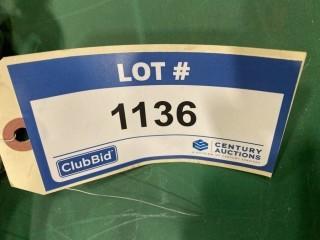 LOT #
1136
ClubBid
CENTURY
AUCTIONS